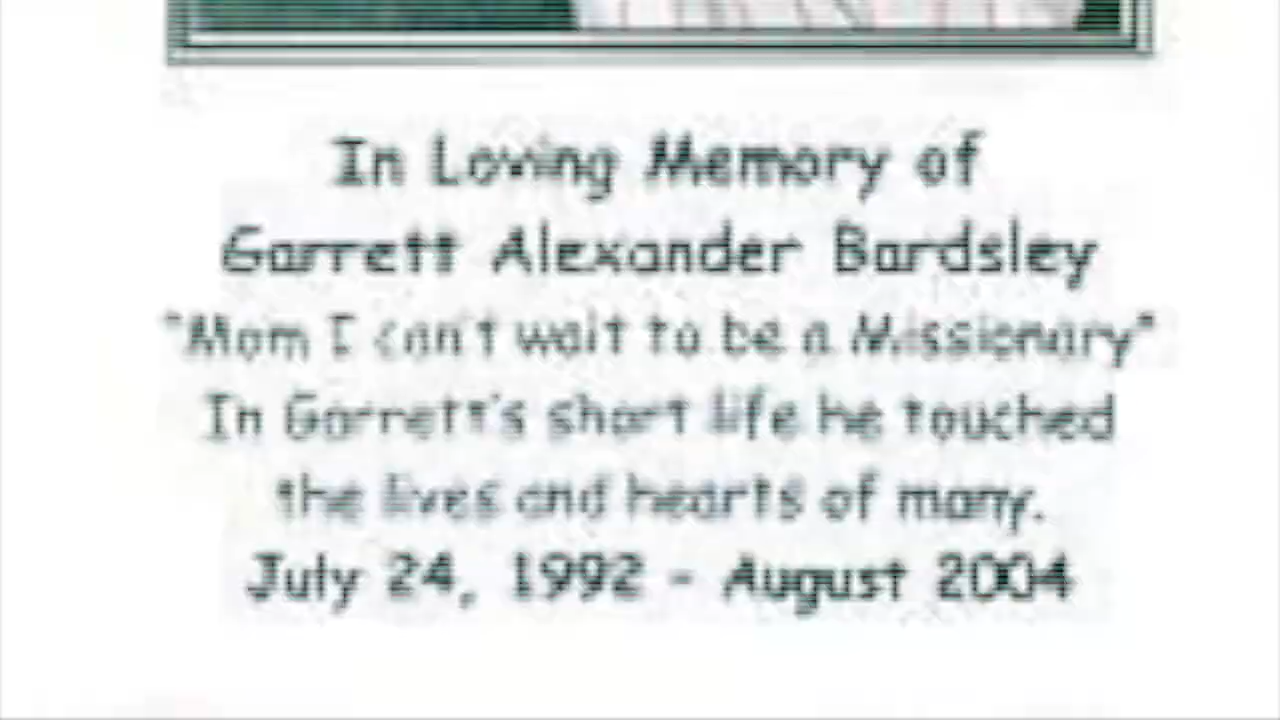 In Loving Memory of
Garrett Alexander Bardsley
"Mom I can't wait to be a Missionary"
In Garrett's short life he touched
the lives and hearts of many.
July 24, 1992 - August 2004